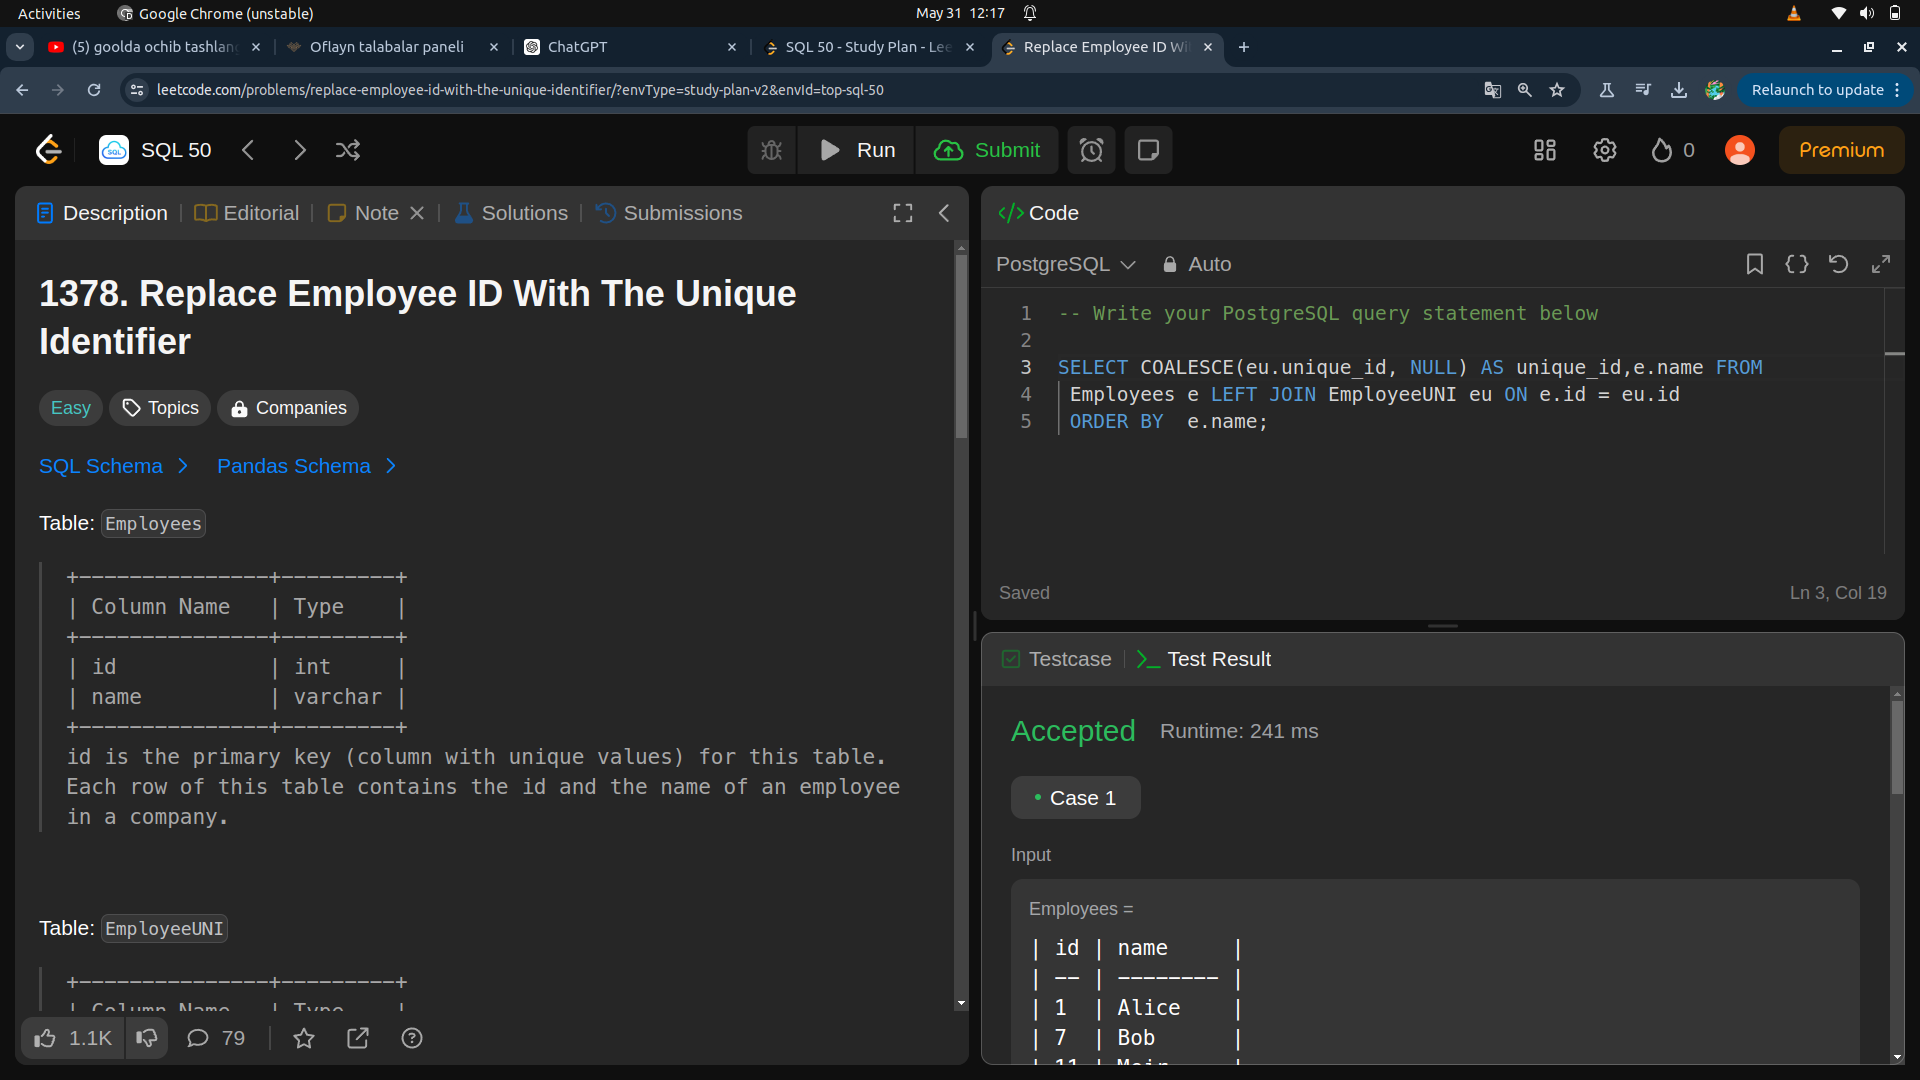 Activities
Google Chrome (unstable)
May 31 12:17
(5) goolda ochib tashlan
Oflayn talabalar paneli
ChatGPT
SQL 50 - Study Plan - Lee
Replace Employee ID Wi
leetcode.com/problems/replace-employee-id-with-the-unique-identifier/?envType=study-plan-v2&envId=top-sql-50
Relaunch to update
SQL 50
Run
Submit
0
Premium
Description
Editorial
Note
Solutions
Submissions
1378. Replace Employee ID With The Unique
Identifier
Easy
Topics
Companies
SQL Schema
Pandas Schema
Table: Employees
+---------------+---------+
| Column Name   | Type    |
+---------------+---------+
| id            | int     |
| name          | varchar |
+---------------+---------+
id is the primary key (column with unique values) for this table.
Each row of this table contains the id and the name of an employee
in a company.
Table: EmployeeUNI
+---------------+---------+
| Column Name   | Type    |
1.1K
79
Code
PostgreSQL
Auto
1 -- Write your PostgreSQL query statement below
2
3 SELECT COALESCE(eu.unique_id, NULL) AS unique_id,e.name FROM
4 Employees e LEFT JOIN EmployeeUNI eu ON e.id = eu.id
5 ORDER BY  e.name;
Saved
Ln 3, Col 19
Testcase
Test Result
Accepted
Runtime: 241 ms
Case 1
Input
Employees =
| id | name     |
| -- | -------- |
| 1  | Alice    |
| 7  | Bob      |
| 11 | Meir     |